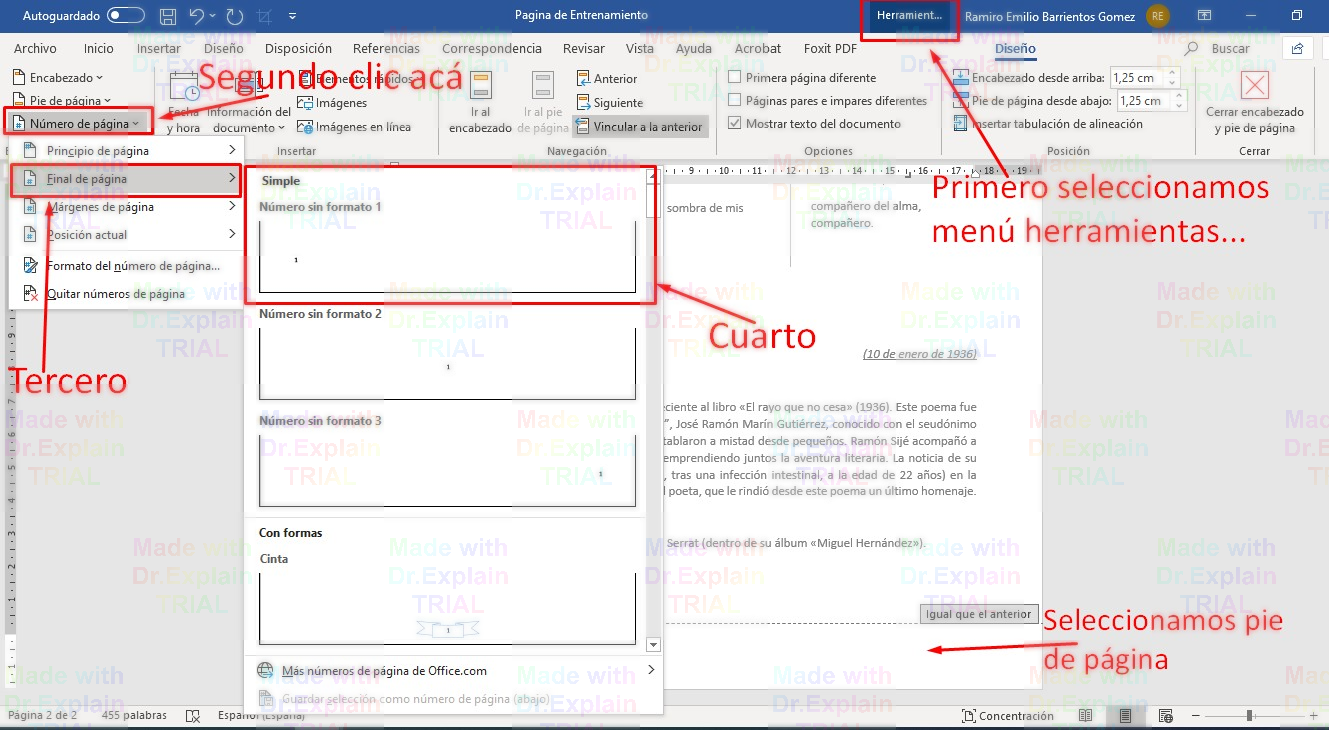 Autoguardado
Pagina de Entrenamiento
Herramient...
Ramiro Emilio Barrientos Gomez
RE
Archivo Inicio Insertar Diseño Disposición Referencias Correspondencia Revisar Vista Ayuda Acrobat Foxit PDF Diseño Buscar
Encabezado
Pie de página
Número de página
Segundo clic acá
Fecha
y hora
Información del
documento
Elementos rápidos
Imágenes
Imágenes en línea
Insertar
Ir al
encabezado
Ir al pie
de página
Anterior
Siguiente
Vincular a la anterior
Navegación
Primera página diferente
Páginas pares e impares diferentes
Mostrar texto del documento
Opciones
Encabezado desde arriba: 1,25 cm
Pie de página desde abajo: 1,25 cm
Insertar tabulación de alineación
Posición
Cerrar encabezado
y pie de página
Cerrar
Principio de página
Final de página
Márgenes de página
Posición actual
Formato del número de página...
Quitar números de página
Tercero
Simple
Número sin formato 1
1
Número sin formato 2
1
Número sin formato 3
1
Con formas
Cinta
1
Más números de página de Office.com
Guardar selección como número de página (abajo)
Cuarto
9 10 11 12 13 14 15 16 17 18 19
Primero seleccionamos
menú herramientas...
sombra de mis
compañero del alma,
compañero.
(10 de enero de 1936)
eciente al libro «El rayo que no cesa» (1936). Este poema fue
", José Ramón Marín Gutiérrez, conocido con el seudónimo
tablaron a mistad desde pequeños. Ramón Sijé acompañó a
emprendiendo juntos la aventura literaria. La noticia de su
, tras una infección intestinal, a la edad de 22 años) en la
l poeta, que le rindió desde este poema un último homenaje.
Serrat (dentro de su álbum «Miguel Hernández»).
Igual que el anterior
Seleccionamos pie
de página
Página 2 de 2 455 palabras Español (España) Concentración
Made with
Dr.Explain
TRIAL